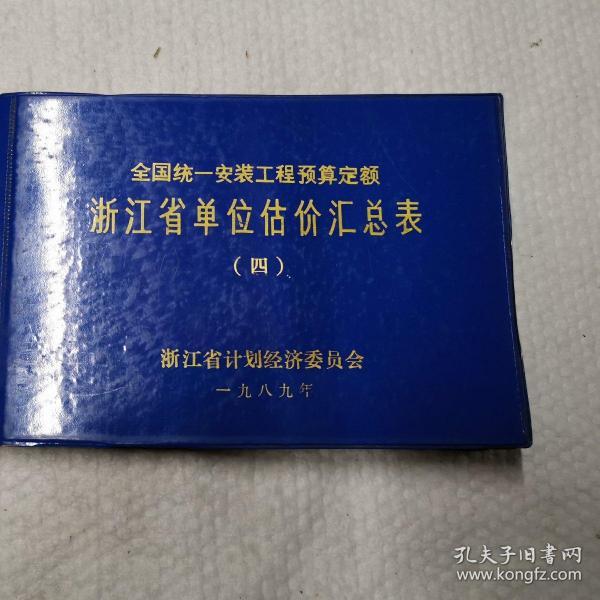 全国统一安装工程预算定额
浙江省单位估价汇总表
(四)
浙江省计划经济委员会
一九八九年
孔夫子旧书网
www.kongfz.com